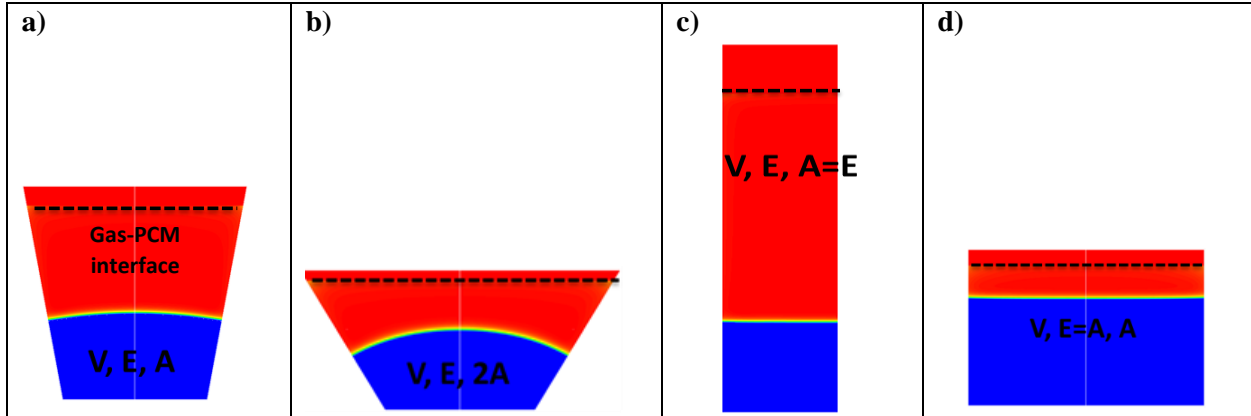 a)
Gas-PCM
interface
V, E, A
b)
V, E, 2A
c)
V, E, A=E
d)
V, E=A, A